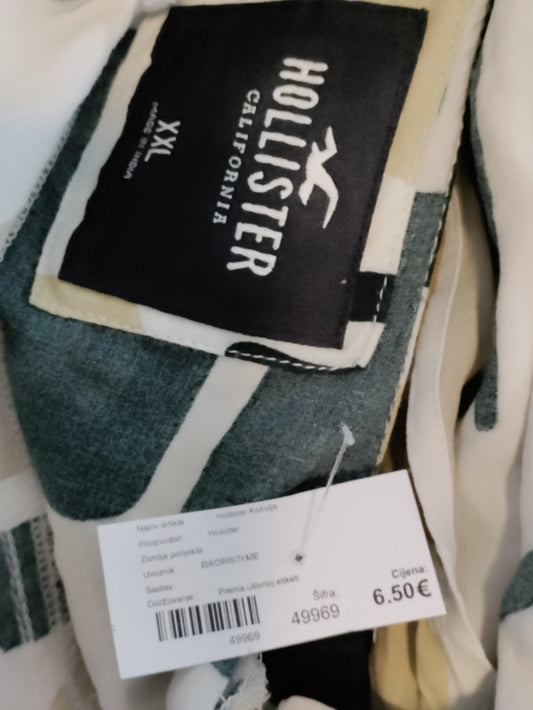 HOLLISTER
CALIFORNIA
XXL
MADE IN INDIA
Naziv artikla: Hollister Košulja
Proizvođač: Hollister
Zemlja porijekla:
Uvoznik: ISKORISTI.ME
Sastav:
Održavanje: Prema ušivnoj etiketi
49969
Šifra:
49969
Cijena:
6.50€